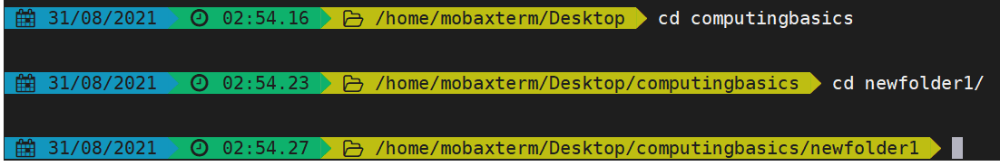 31/08/2021 02:54.16 /home/mobaxterm/Desktop cd computingbasics
31/08/2021 02:54.23 /home/mobaxterm/Desktop/computingbasics cd newfolder1/
31/08/2021 02:54.27 /home/mobaxterm/Desktop/computingbasics/newfolder1